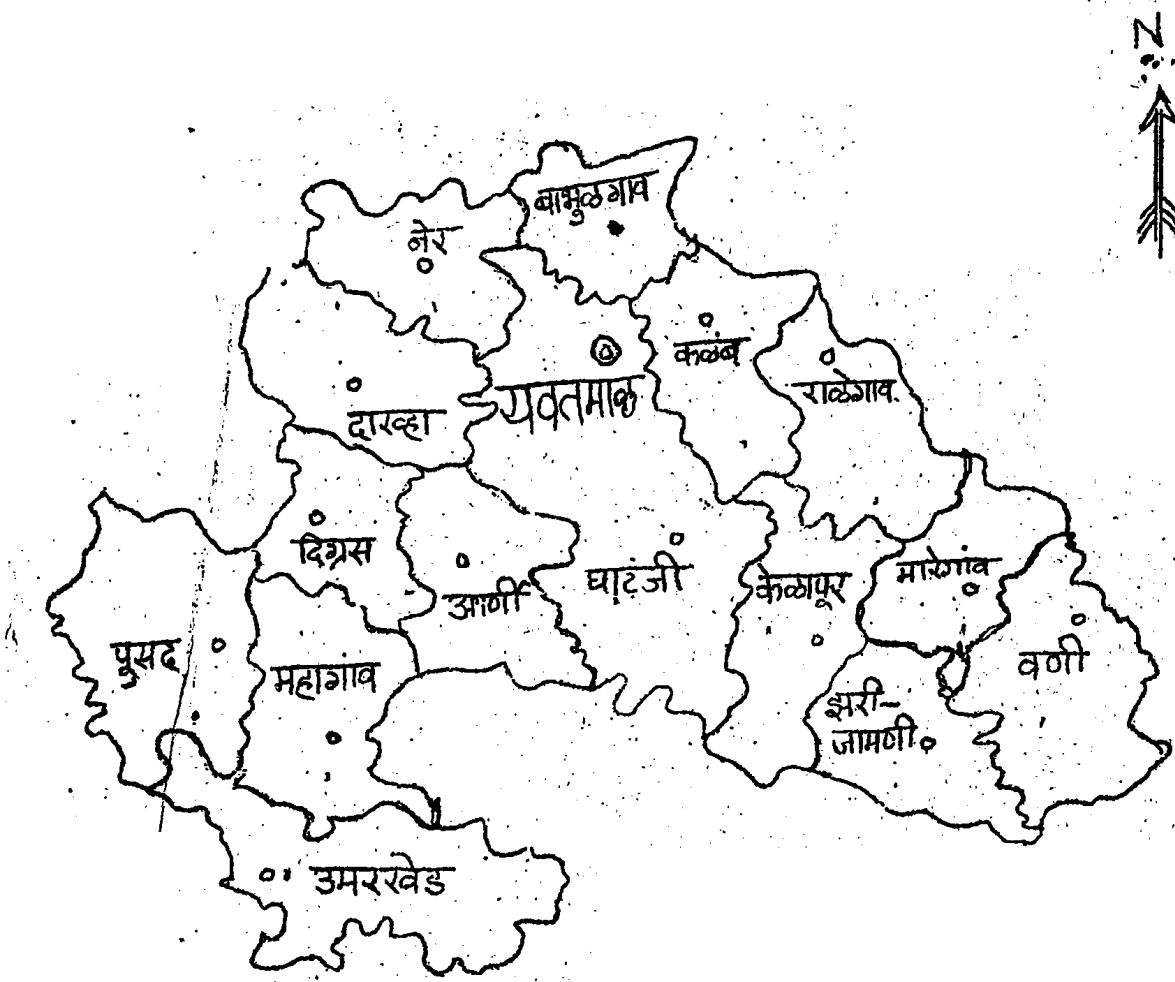 N
बाभुळगाव
नेर
कळंब
यवतमाळ
राळेगाव.
दारव्हा
दिग्रस
घाटंजी
आर्णी
केळापूर
मारेगांव
पुसद
महागांव
वणी
झरी-
जामणी
उमरखेड